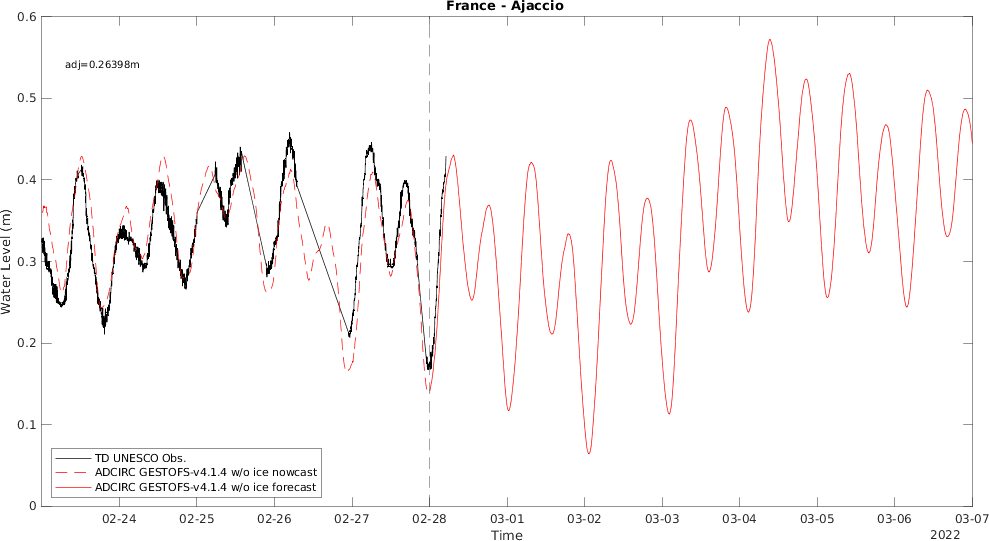 France - Ajaccio
adj=0.26398m
Water Level (m)
0.6
0.5
0.4
0.3
0.2
0.1
0
TD UNESCO Obs.
ADCIRC GESTOFS-v4.1.4 w/o ice nowcast
ADCIRC GESTOFS-v4.1.4 w/o ice forecast
02-24 02-25 02-26 02-27 02-28 03-01 03-02 03-03 03-04 03-05 03-06 03-07
Time
2022